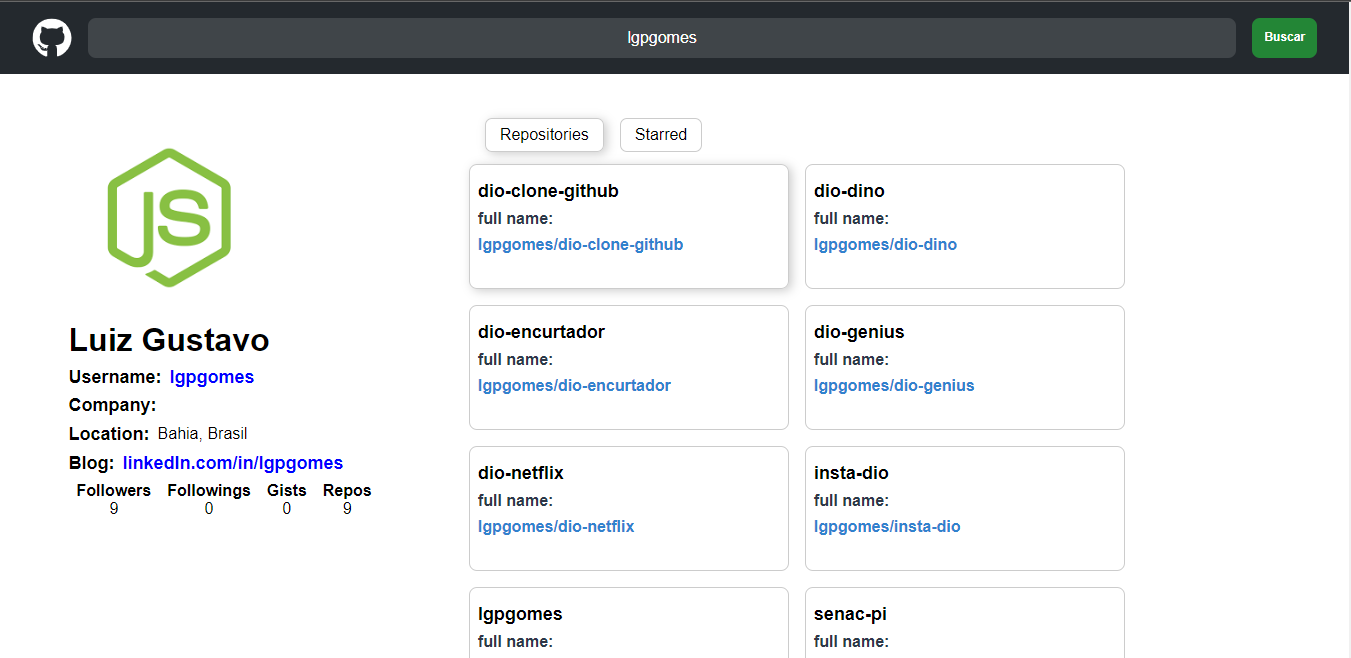 lgpgomes
Buscar
JS
Luiz Gustavo
Username: lgpgomes
Company:
Location: Bahia, Brasil
Blog: linkedIn.com/in/lgpgomes
Followers Followings Gists Repos
9 0 0 9
Repositories Starred
dio-clone-github
full name:
lgpgomes/dio-clone-github
dio-dino
full name:
lgpgomes/dio-dino
dio-encurtador
full name:
lgpgomes/dio-encurtador
dio-genius
full name:
lgpgomes/dio-genius
dio-netflix
full name:
lgpgomes/dio-netflix
insta-dio
full name:
lgpgomes/insta-dio
lgpgomes
full name:
senac-pi
full name: